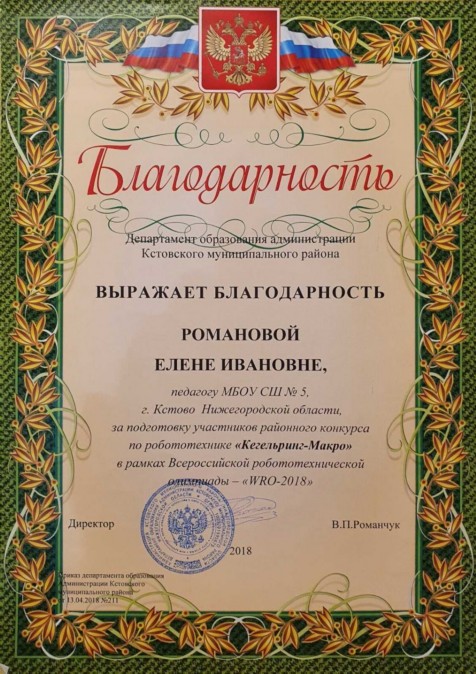 Благодарность
Департамент образования администрации
Кстовского муниципального района
ВЫРАЖАЕТ БЛАГОДАРНОСТЬ
РОМАНОВОЙ
ЕЛЕНЕ ИВАНОВНЕ,
педагогу МБОУ СШ № 5,
г. Кстово Нижегородской области,
за подготовку участников районного конкурса
по робототехнике «Кегельринг-Макро»
в рамках Всероссийской робототехнической
олимпиады – «WRO-2018»
Директор
В.П.Романчук
2018
Приказ департамента образования
администрации Кстовского
муниципального района
от 13.04.2018 №211